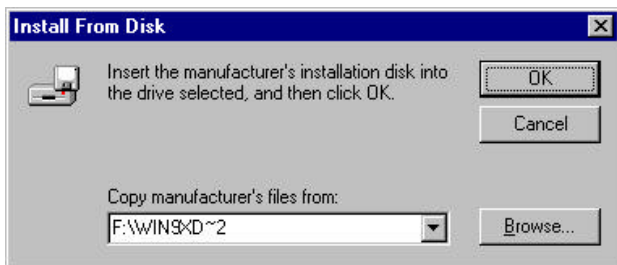 Install From Disk
Insert the manufacturer's installation disk into
the drive selected, and then click OK.
OK
Cancel
Copy manufacturer's files from:
F:\WIN9XD~2
Browse...